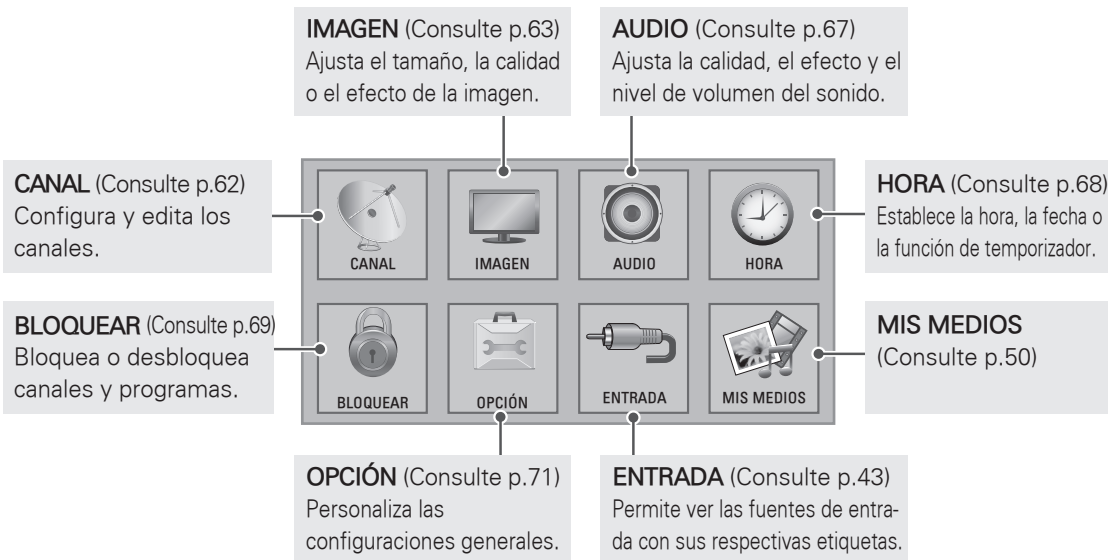 IMAGEN (Consulte p.63)
Ajusta el tamaño, la calidad
o el efecto de la imagen.
AUDIO (Consulte p.67)
Ajusta la calidad, el efecto y el
nivel de volumen del sonido.
CANAL (Consulte p.62)
Configura y edita los
canales.
CANAL
IMAGEN
AUDIO
HORA
HORA (Consulte p.68)
Establece la hora, la fecha o
la función de temporizador.
BLOQUEAR (Consulte p.69)
Bloquea o desbloquea
canales y programas.
BLOQUEAR
OPCIÓN
ENTRADA
MIS MEDIOS
MIS MEDIOS
(Consulte p.50)
OPCIÓN (Consulte p.71)
Personaliza las
configuraciones generales.
ENTRADA (Consulte p.43)
Permite ver las fuentes de entra-
da con sus respectivas etiquetas.